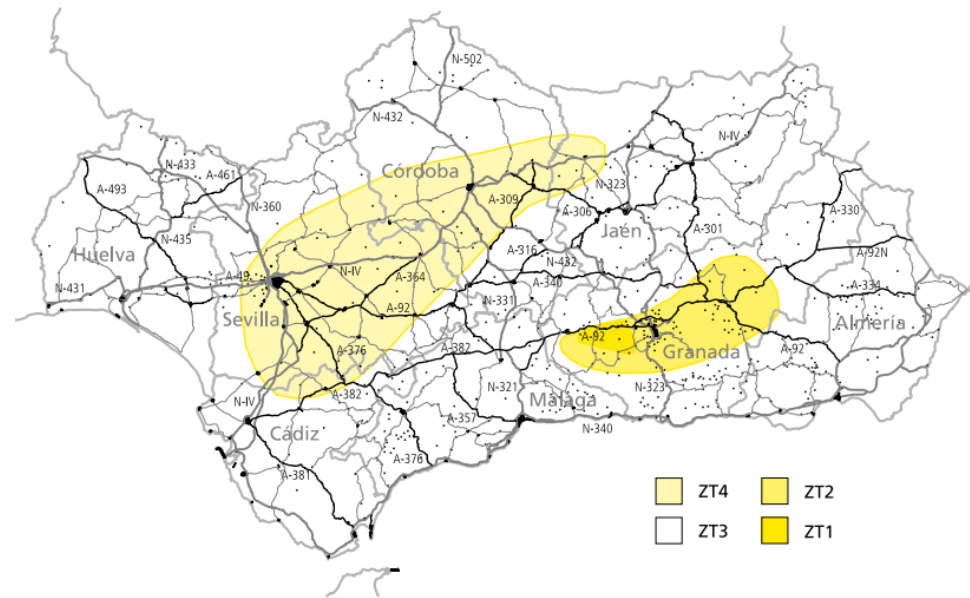 N-502
N-432
N-IV
N-433
A-461
Córdoba
A-493
N-360
N-323
A-309
A-330
A-306
Jaén
A-301
N-435
Huelva
A-316
A-92N
N-432
A-49
N-IV
A-364
A-340
N-431
A-334
N-331
A-92
Sevilla
Almería
A-92
A-376
A-382
Granada
A-92
N-321
N-323
A-382
Málaga
N-IV
A-357
N-340
Cádiz
A-376
A-381
ZT4
ZT2
ZT3
ZT1